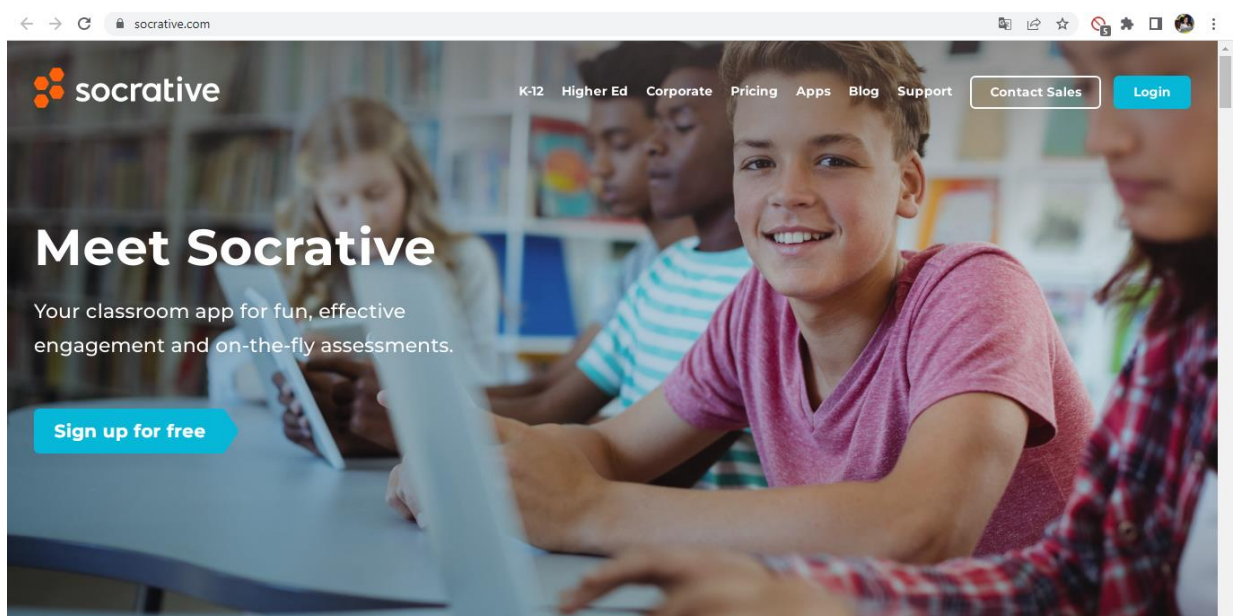 socrative.com
5
socrative
K-12 Higher Ed Corporate Pricing Apps Blog Support Contact Sales Login
Meet Socrative
Your classroom app for fun, effective
engagement and on-the-fly assessments.
Sign up for free